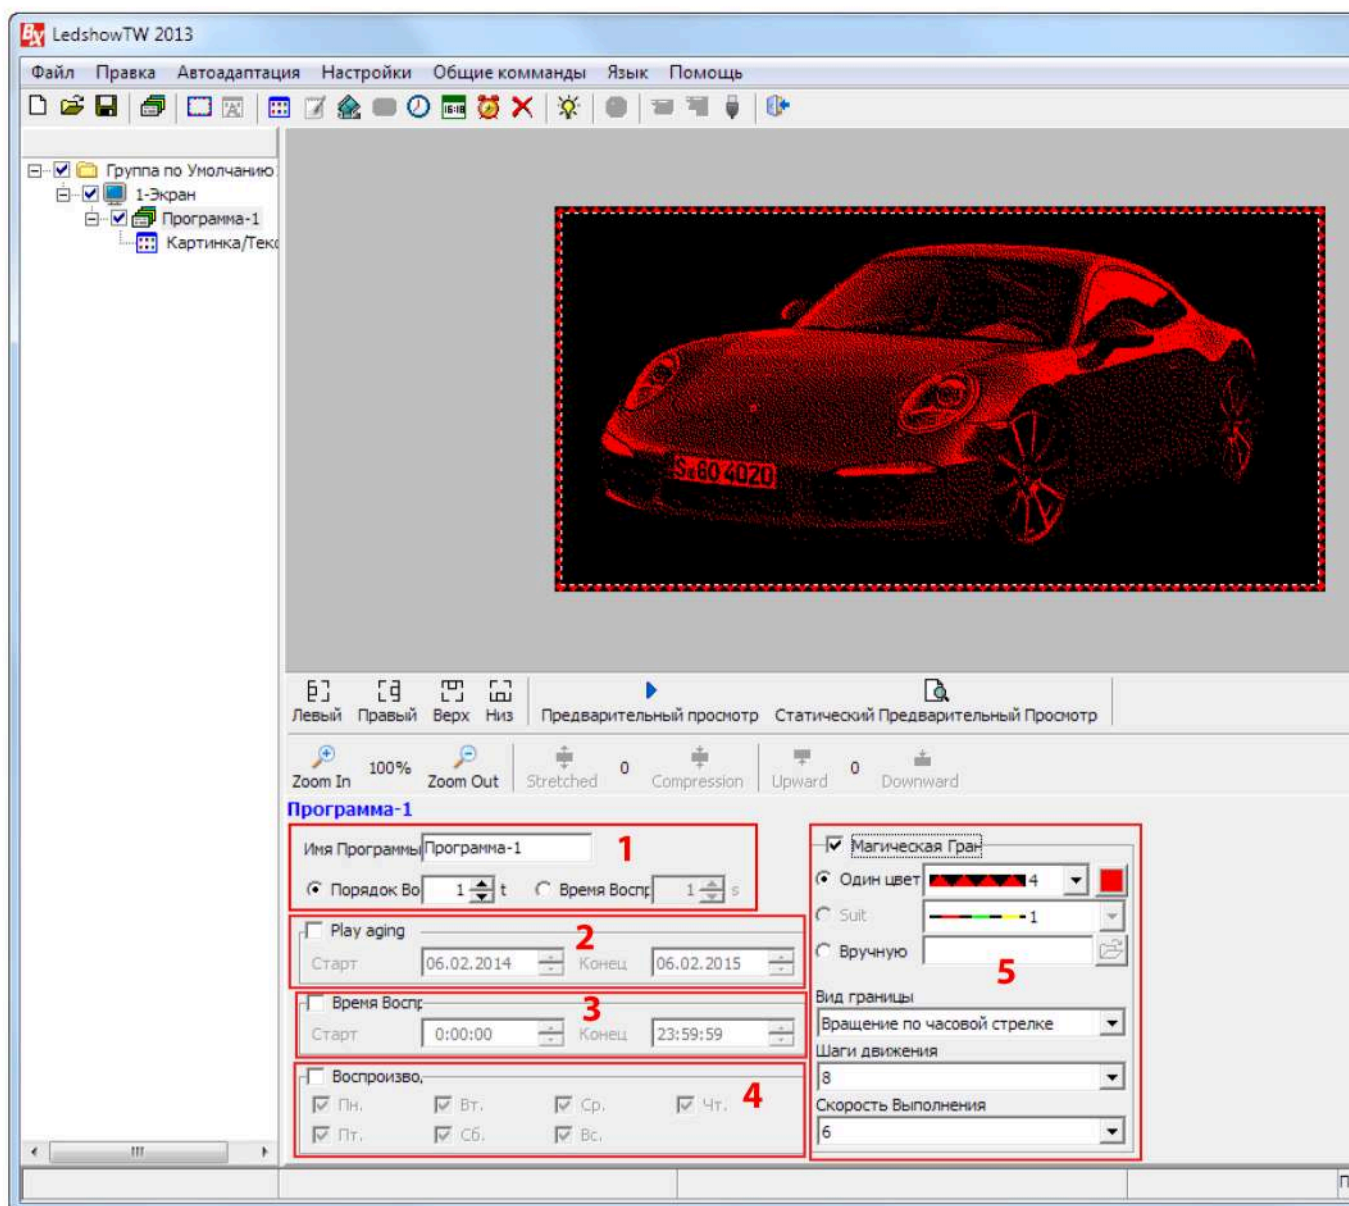 LedshowTW 2013
Файл Правка Автоадаптация Настройки Общие комманды Язык Помощь
Группа по Умолчанию
1-Экран
Программа-1
Картинка/Текс
S GO 4020
Левый Правый Верх Низ Предварительный просмотр Статический Предварительный Просмотр
Zoom In 100% Zoom Out Stretched 0 Compression Upward 0 Downward
Программа-1
Имя Программы Программа-1 1
Порядок Во 1 t Время Воспр 1 s
Play aging 2
Старт 06.02.2014 Конец 06.02.2015
Время Воспр 3
Старт 0:00:00 Конец 23:59:59
Воспроизво, 4
Пн. Вт. Ср. Чт.
Пт. Сб. Вс.
Магическая Гран
Один цвет 4
Suit 1
Вручную
5
Вид границы
Вращение по часовой стрелке
Шаги движения
8
Скорость Выполнения
6